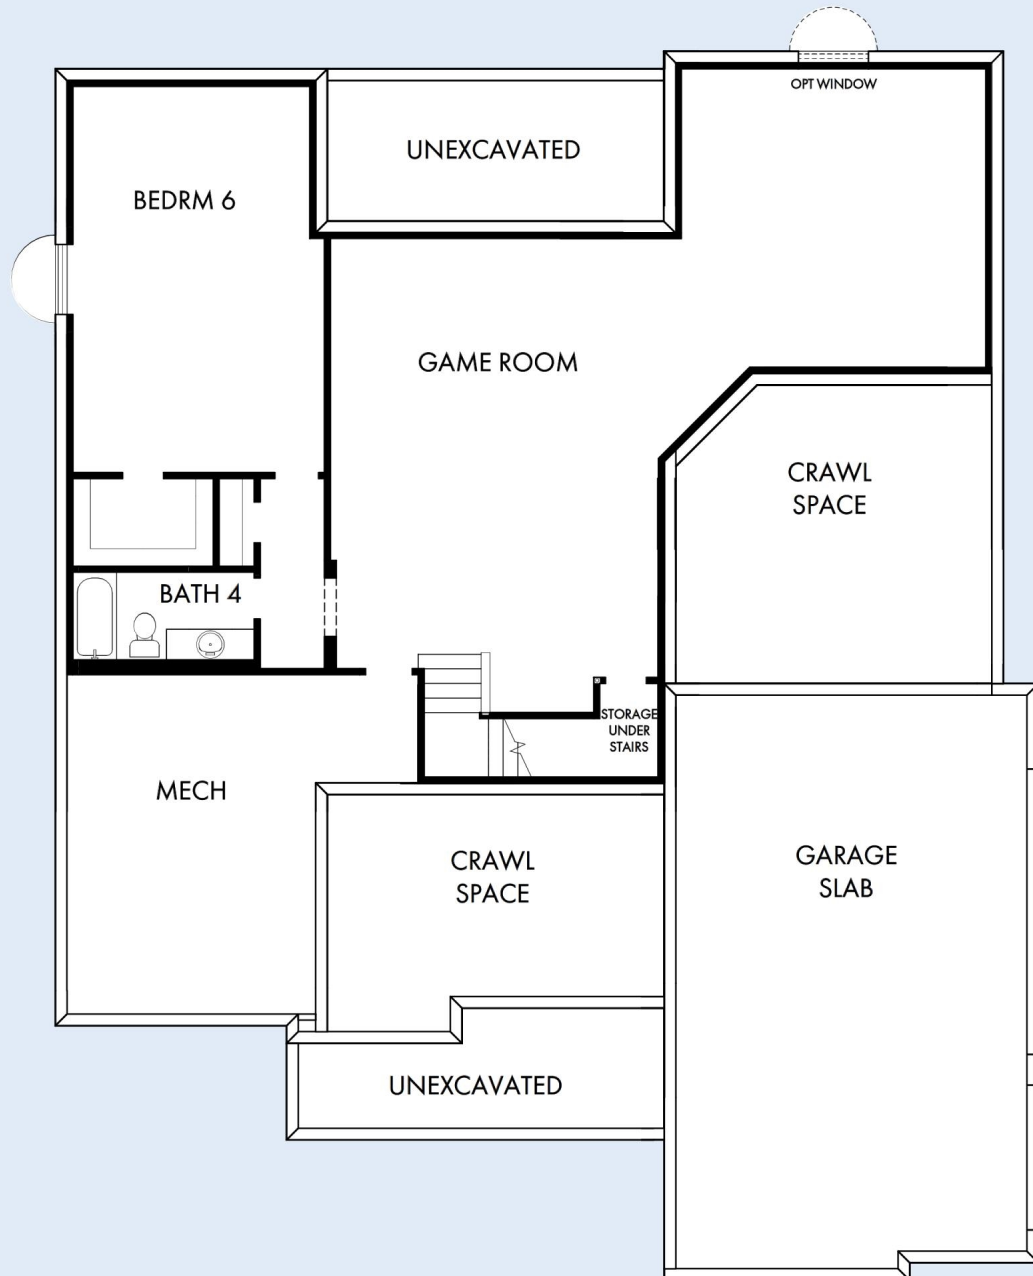 OPT WINDOW
UNEXCAVATED
BEDRM 6
GAME ROOM
CRAWL
SPACE
BATH 4
STORAGE
UNDER
STAIRS
MECH
CRAWL
SPACE
GARAGE
SLAB
UNEXCAVATED